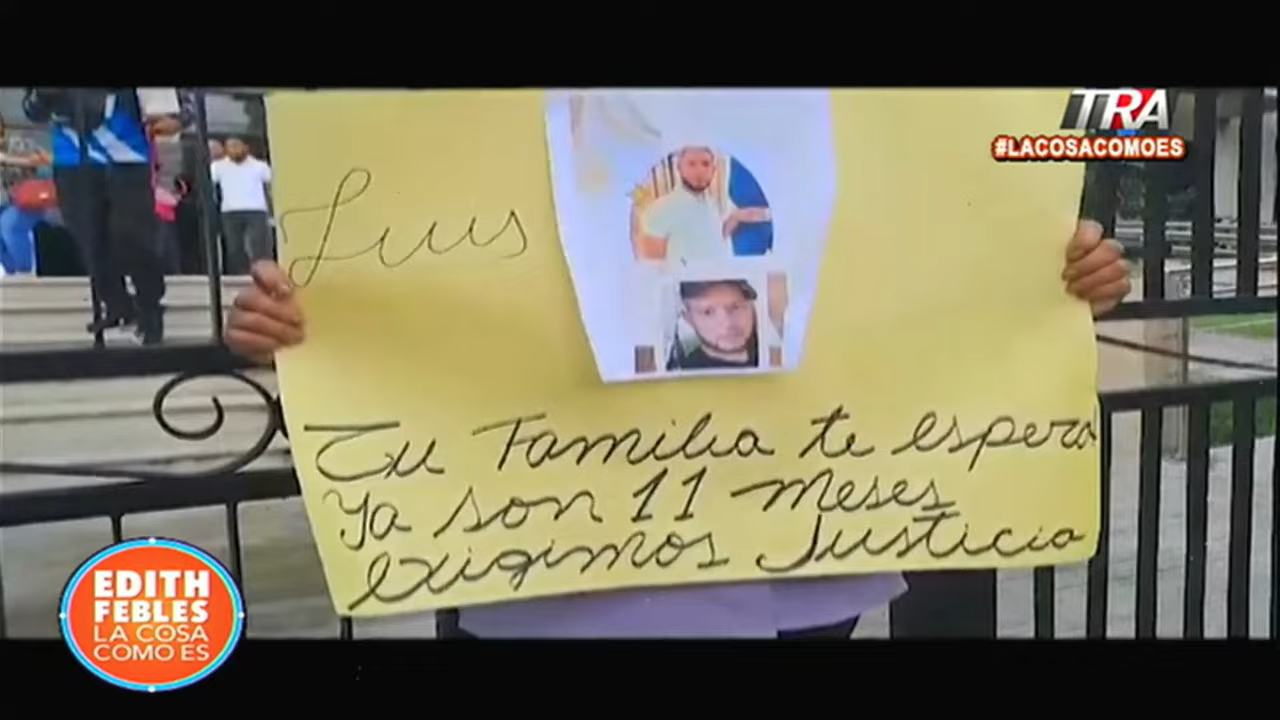 TRA
#LACOSACOMOES
Luis
Tu Familia te espera
Ya son 11 meses
exigimos Justicia
EDITH
FEBLES
LA COSA
COMO ES